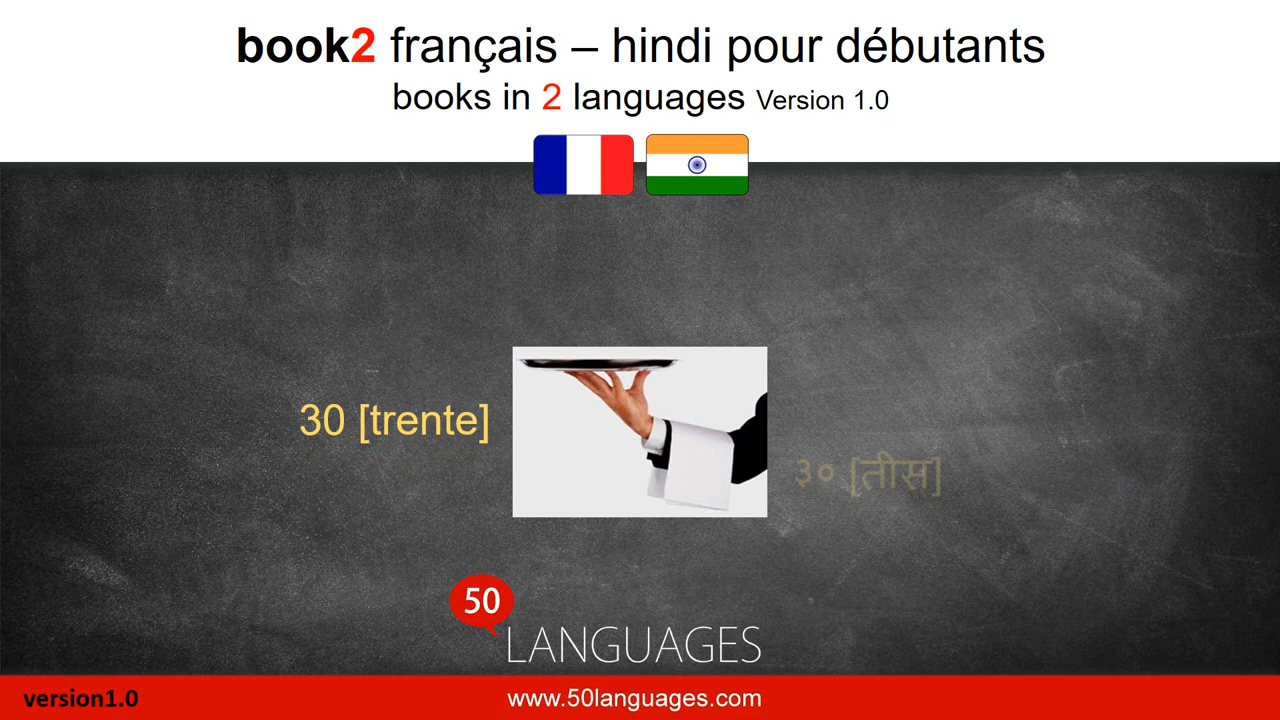 book2 français – hindi pour débutants
books in 2 languages Version 1.0
30 [trente]
३० [तीस]
50
LANGUAGES
version1.0
www.50languages.com